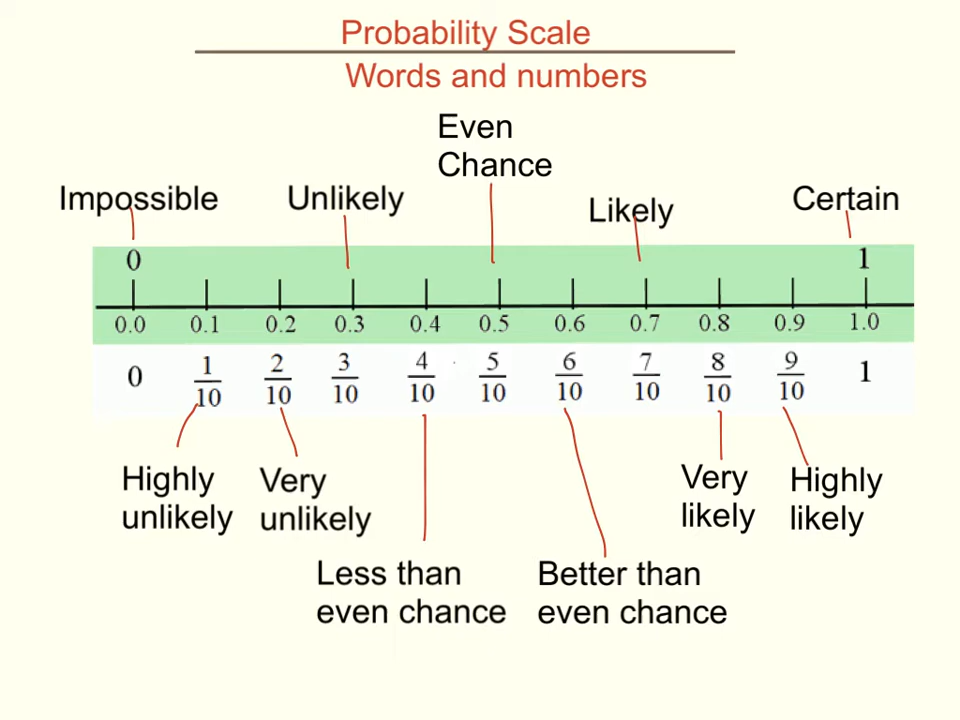 Probability Scale
Words and numbers
Even
Chance
Impossible Unlikely Likely Certain
0 1
0.0 0.1 0.2 0.3 0.4 0.5 0.6 0.7 0.8 0.9 1.0
0 1/10 2/10 3/10 4/10 5/10 6/10 7/10 8/10 9/10 1
Highly
unlikely
Very
unlikely
Less than
even chance
Better than
even chance
Very
likely
Highly
likely